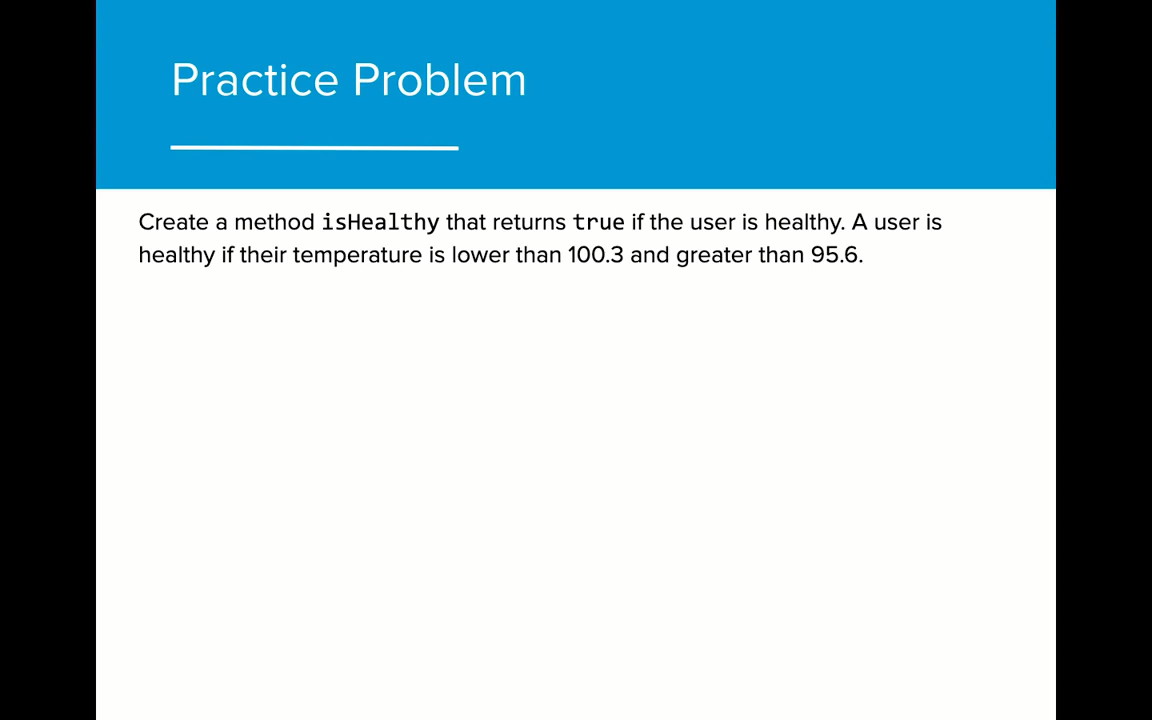 Practice Problem
Create a method isHealthy that returns true if the user is healthy. A user is
healthy if their temperature is lower than 100.3 and greater than 95.6.